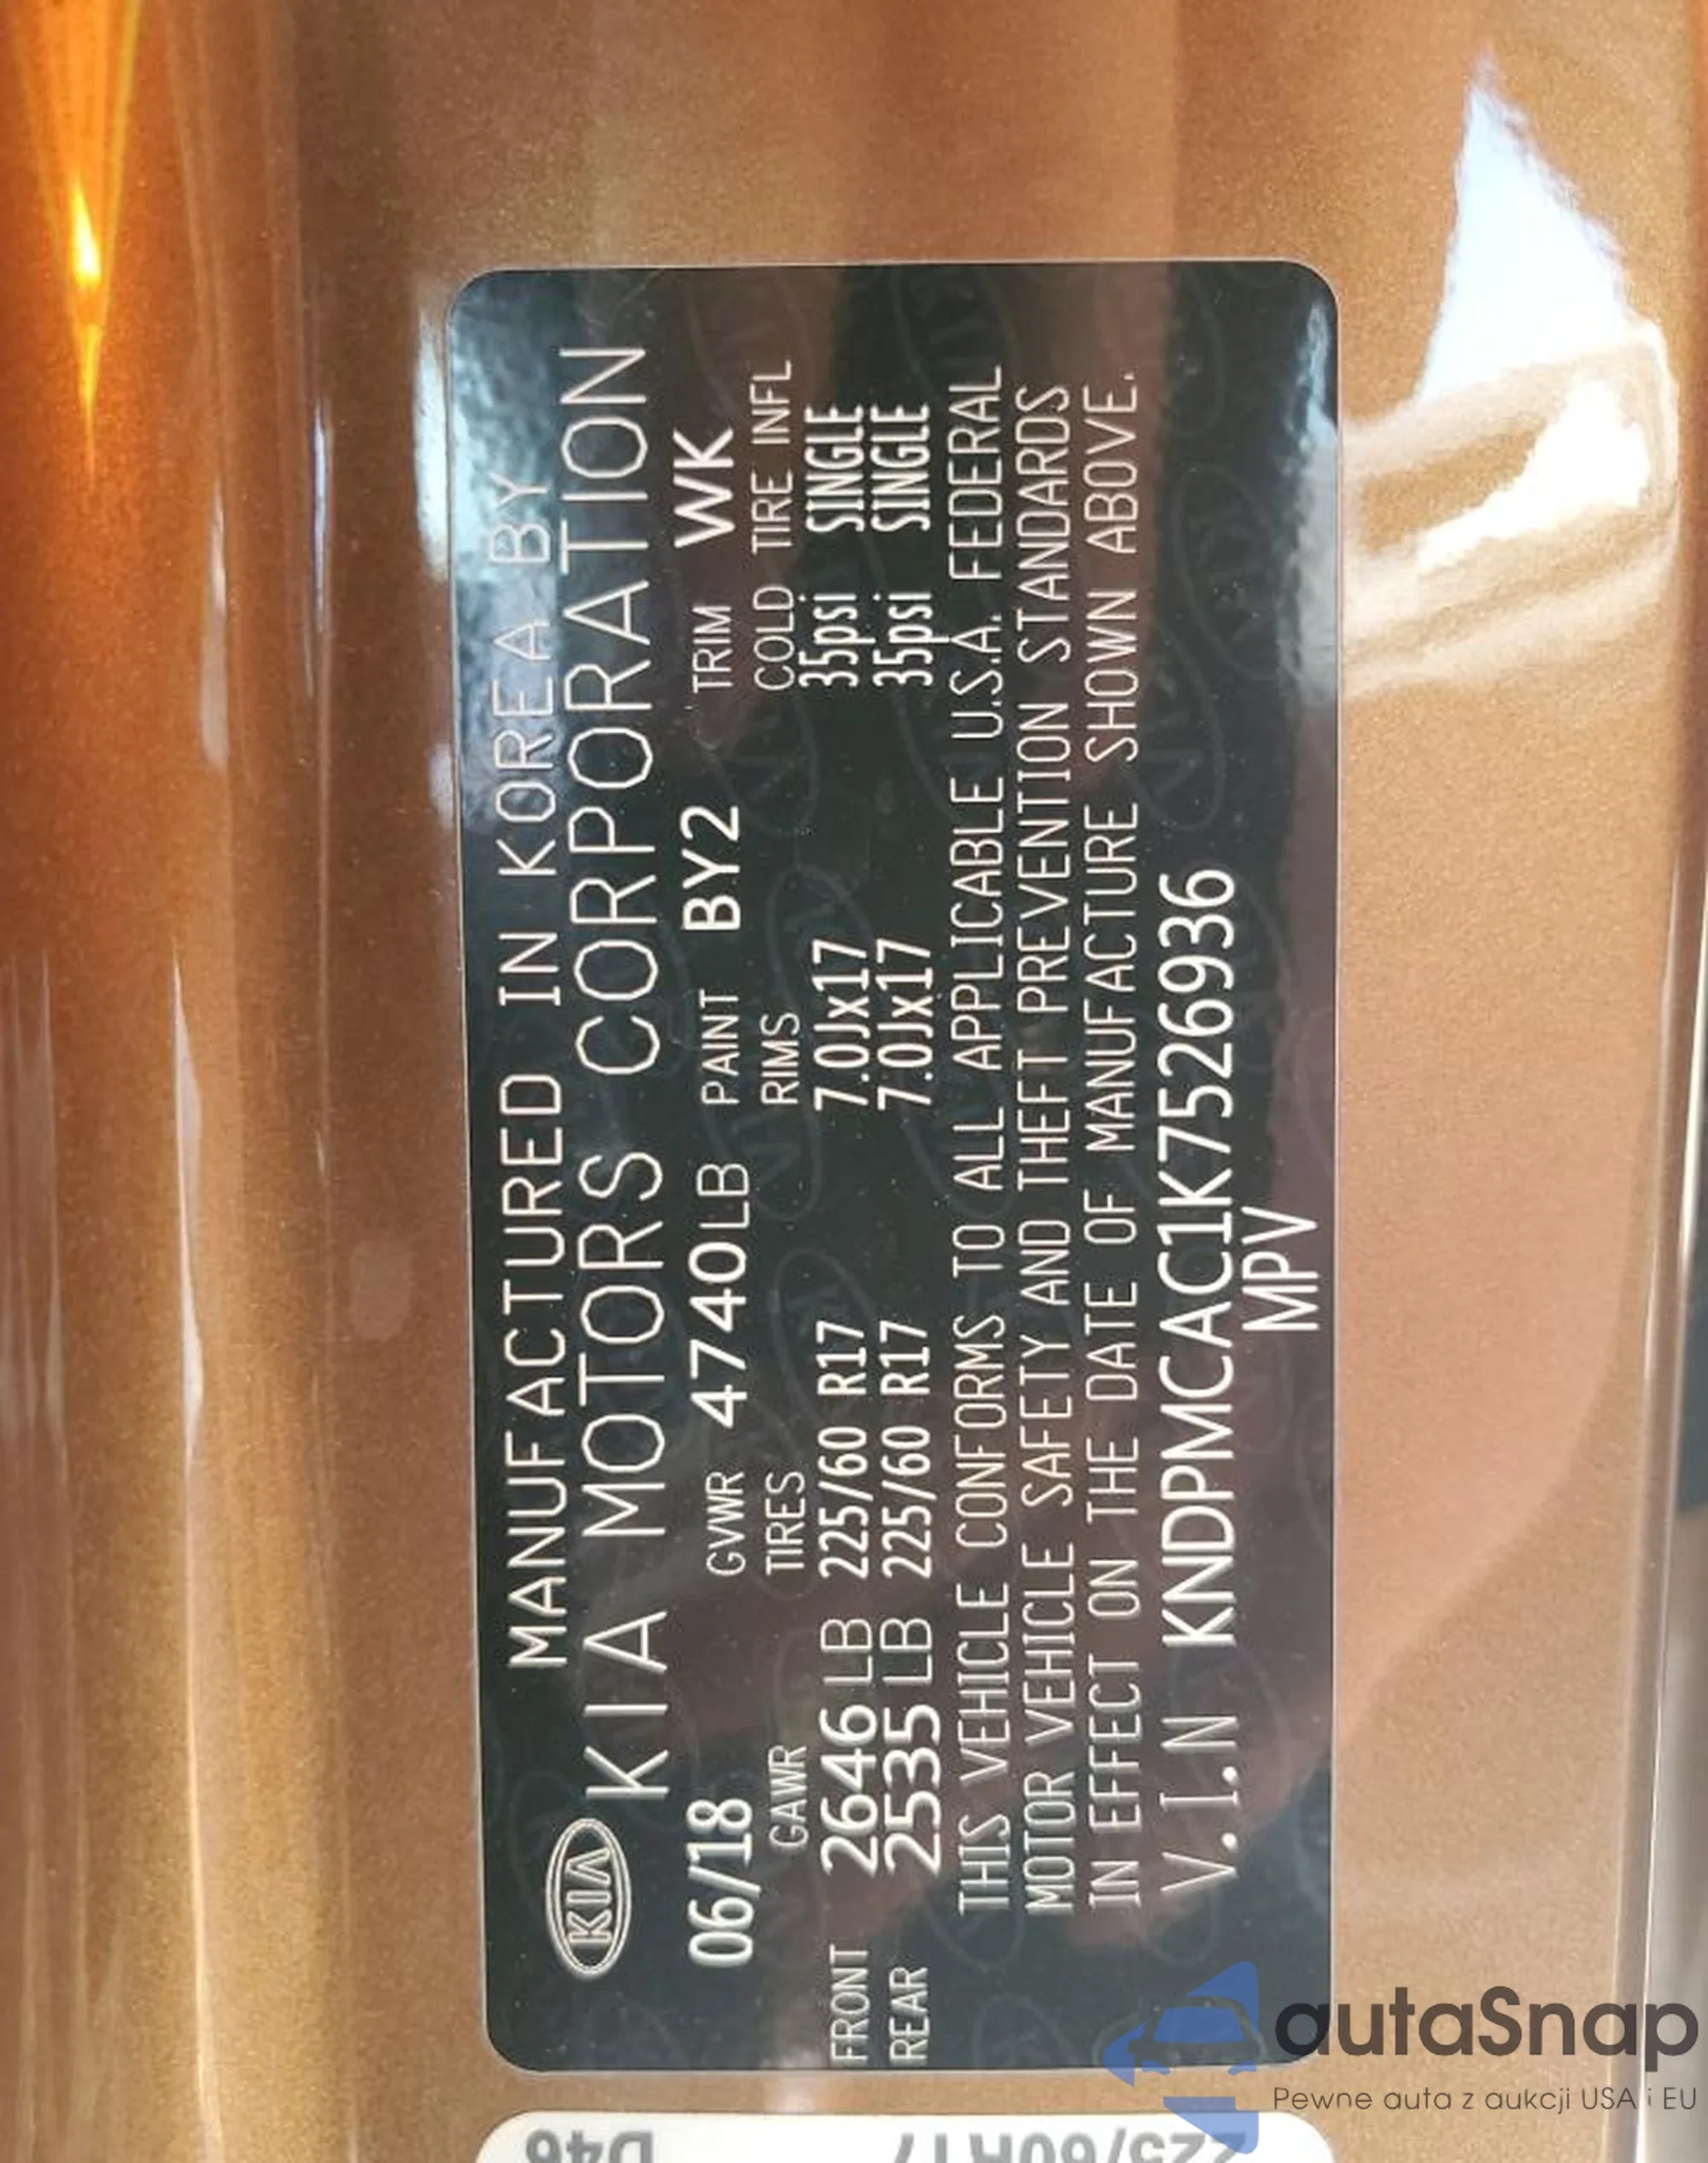 MANUFACTURED IN KOREA BY
KIA KIA MOTORS CORPORATION
06/18 GVWR 4740LB PAINT BY2 TRIM WK
GAWR TIRES RIMS COLD TIRE INFL
FRONT 2646 LB 225/60 R17 7.0Jx17 35psi SINGLE
REAR 2535 LB 225/60 R17 7.0Jx17 35psi SINGLE
THIS VEHICLE CONFORMS TO ALL APPLICABLE U.S.A. FEDERAL
MOTOR VEHICLE SAFETY AND THEFT PREVENTION STANDARDS
IN EFFECT ON THE DATE OF MANUFACTURE SHOWN ABOVE.
V.I.N KNDPMCAC1K7526936
MPV
225/60R17 D46
autaSnap
Pewne auta z aukcji USA i EU